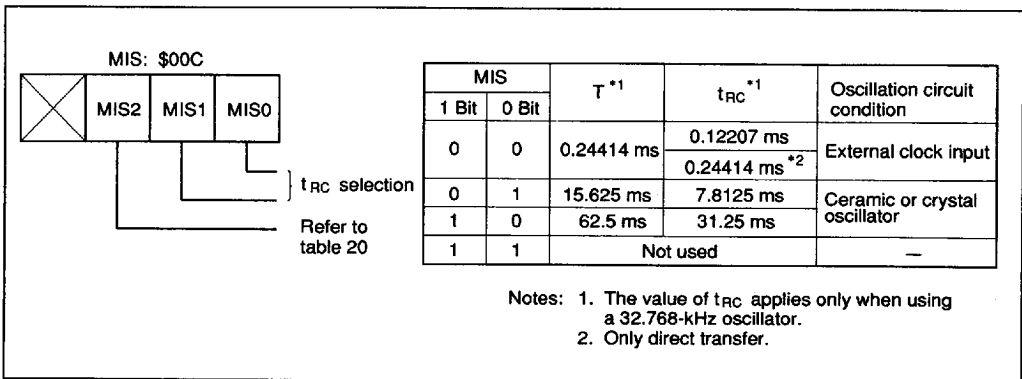 MIS: $00C
MIS2 MIS1 MIS0
t RC selection
Refer to
table 20
MIS T *1 tRC *1 Oscillation circuit
condition
1 Bit 0 Bit
0 0 0.24414 ms 0.12207 ms External clock input
0.24414 ms *2
0 1 15.625 ms 7.8125 ms Ceramic or crystal
oscillator
1 0 62.5 ms 31.25 ms
1 1 Not used —
Notes: 1. The value of tRC applies only when using
a 32.768-kHz oscillator.
2. Only direct transfer.